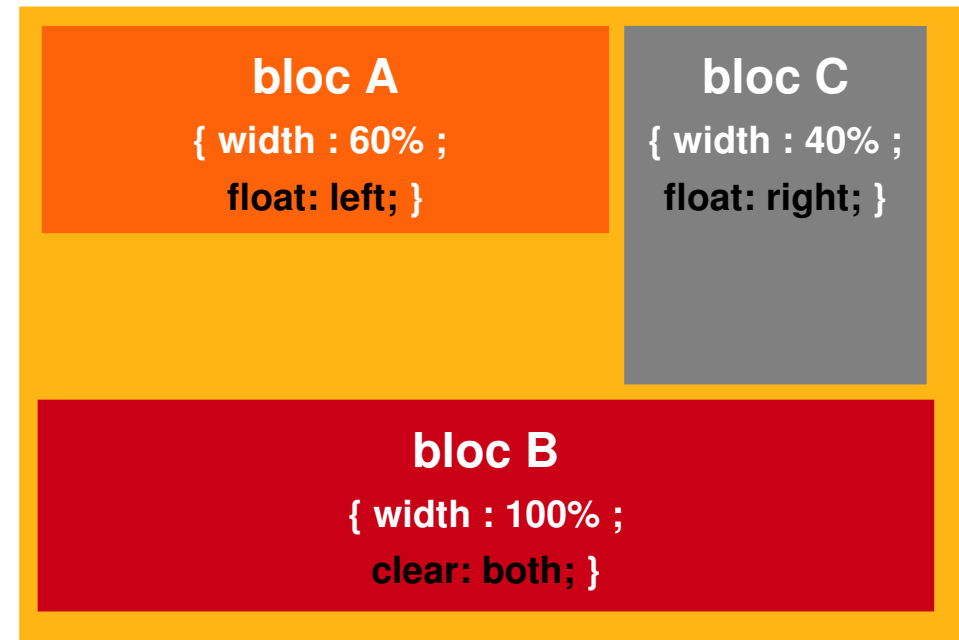 bloc A
{ width : 60% ;
float: left; }
bloc C
{ width : 40% ;
float: right; }
bloc B
{ width : 100% ;
clear: both; }